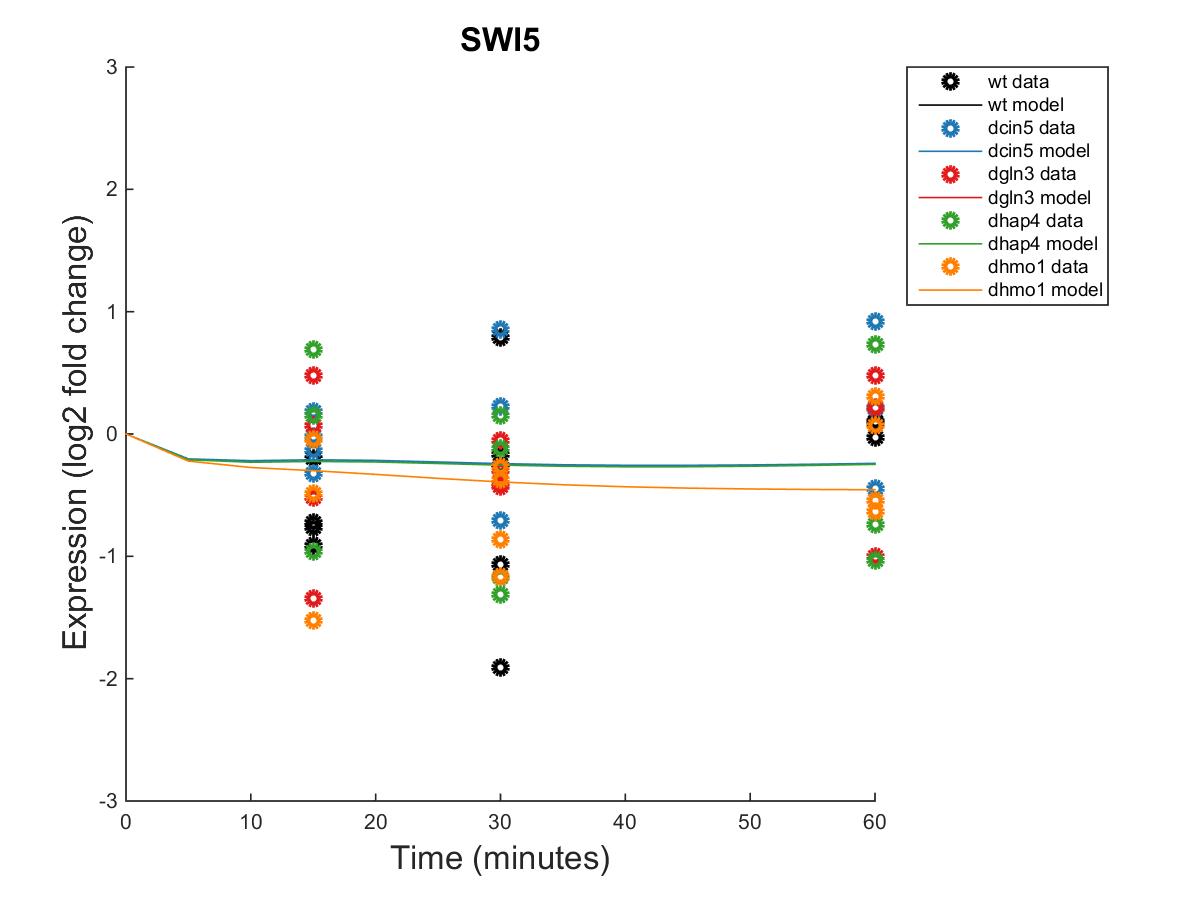 SWI5
3
2
1
0
-1
-2
-3
0 10 20 30 40 50 60
Expression (log2 fold change)
Time (minutes)
wt data
wt model
dcin5 data
dcin5 model
dgln3 data
dgln3 model
dhap4 data
dhap4 model
dhmo1 data
dhmo1 model